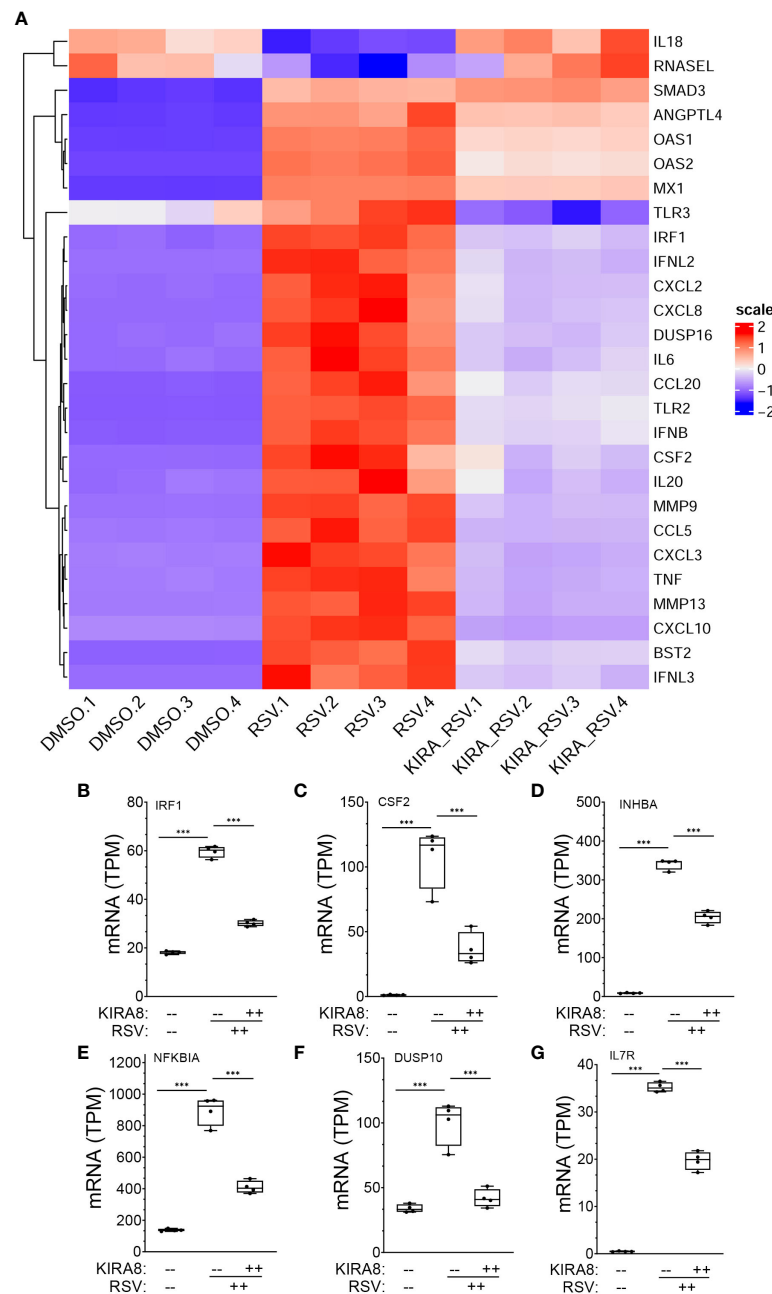 A
IL18
RNASEL
SMAD3
ANGPTL4
OAS1
OAS2
MX1
TLR3
IRF1
IFNL2
CXCL2
CXCL8
DUSP16
IL6
CCL20
TLR2
IFNB
CSF2
IL20
MMP9
CCL5
CXCL3
TNF
MMP13
CXCL10
BST2
IFNL3
scale
2
1
0
−1
−2
DMSO.1 DMSO.2 DMSO.3 DMSO.4 RSV.1 RSV.2 RSV.3 RSV.4 KIRA_RSV.1 KIRA_RSV.2 KIRA_RSV.3 KIRA_RSV.4
B
IRF1
mRNA (TPM)
80
60
40
20
0
*** ***
KIRA8: -- -- ++
RSV: -- ++
C
CSF2
mRNA (TPM)
150
100
50
0
*** ***
KIRA8: -- -- ++
RSV: -- ++
D
INHBA
mRNA (TPM)
500
400
300
200
100
0
*** ***
KIRA8: -- -- ++
RSV: -- ++
E
NFKBIA
mRNA (TPM)
1200
1000
800
600
400
200
0
*** ***
KIRA8: -- -- ++
RSV: -- ++
F
DUSP10
mRNA (TPM)
150
100
50
0
*** ***
KIRA8: -- -- ++
RSV: -- ++
G
IL7R
mRNA (TPM)
40
30
20
10
0
*** ***
KIRA8: -- -- ++
RSV: -- ++